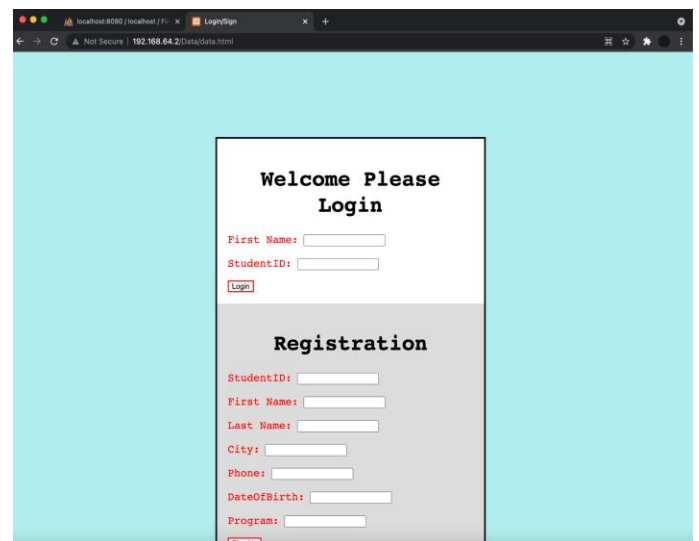 localhost:8080 / localhost / Fi
Login/Sign
Not Secure | 192.168.64.2/Data/data.html
Welcome Please
Login
First Name:
StudentID:
Login
Registration
StudentID:
First Name:
Last Name:
City:
Phone:
DateOfBirth:
Program: